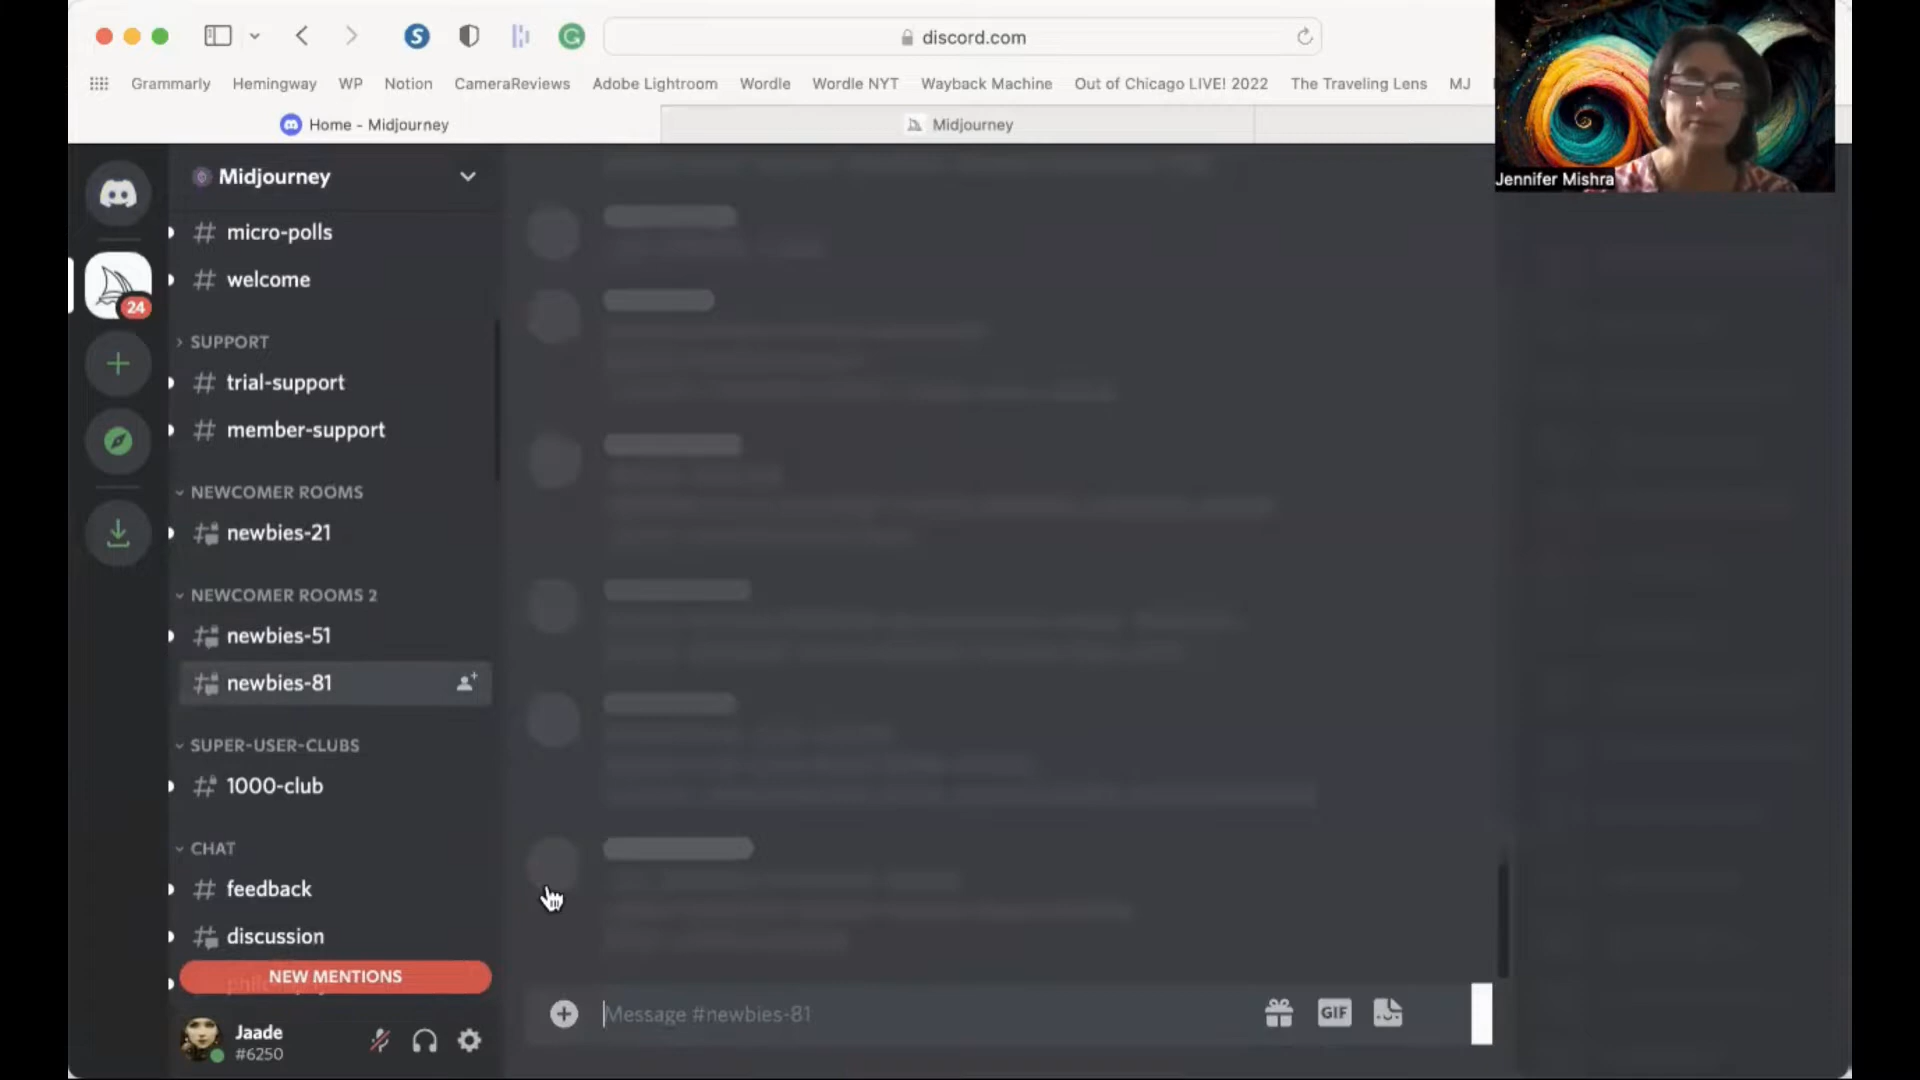 discord.com
Grammarly Hemingway WP Notion CameraReviews Adobe Lightroom Wordle Wordle NYT Wayback Machine Out of Chicago LIVE! 2022 The Traveling Lens MJ
Home - Midjourney
Midjourney
Jennifer Mishra
Midjourney
micro-polls
welcome
24
SUPPORT
trial-support
member-support
NEWCOMER ROOMS
newbies-21
NEWCOMER ROOMS 2
newbies-51
newbies-81
SUPER-USER-CLUBS
1000-club
CHAT
feedback
discussion
NEW MENTIONS
Message #newbies-81
GIF
Jaade
#6250